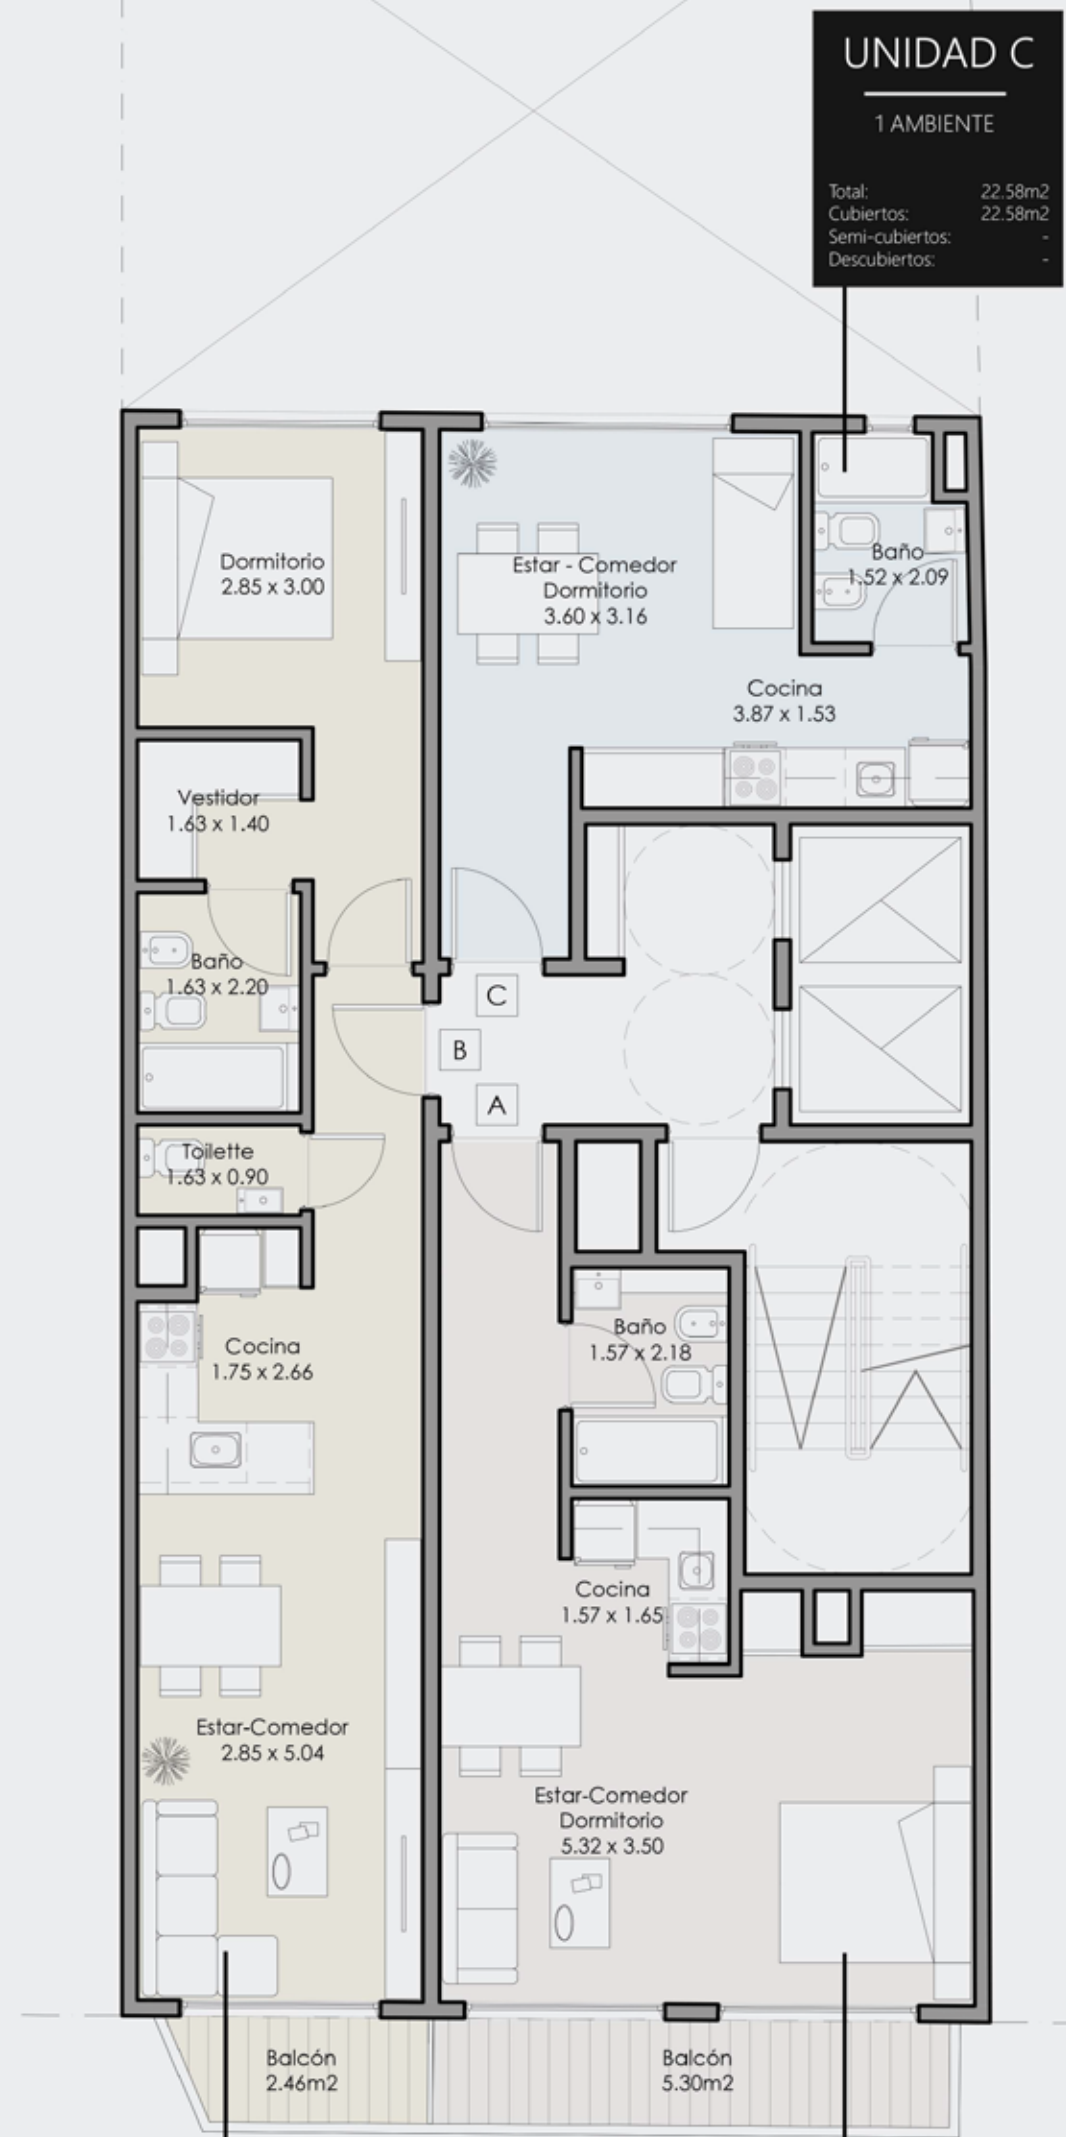 UNIDAD C
1 AMBIENTE
Total: 22.58m2
Cubiertos: 22.58m2
Semi-cubiertos: -
Descubiertos: -
Dormitorio
2.85 x 3.00
Estar - Comedor
Dormitorio
3.60 x 3.16
Baño
1.52 x 2.09
Cocina
3.87 x 1.53
Vestidor
1.63 x 1.40
Baño
1.63 x 2.20
C
B
A
Toilette
1.63 x 0.90
Cocina
1.75 x 2.66
Baño
1.57 x 2.18
Cocina
1.57 x 1.65
Estar-Comedor
2.85 x 5.04
Estar-Comedor
Dormitorio
5.32 x 3.50
Balcón
2.46m2
Balcón
5.30m2